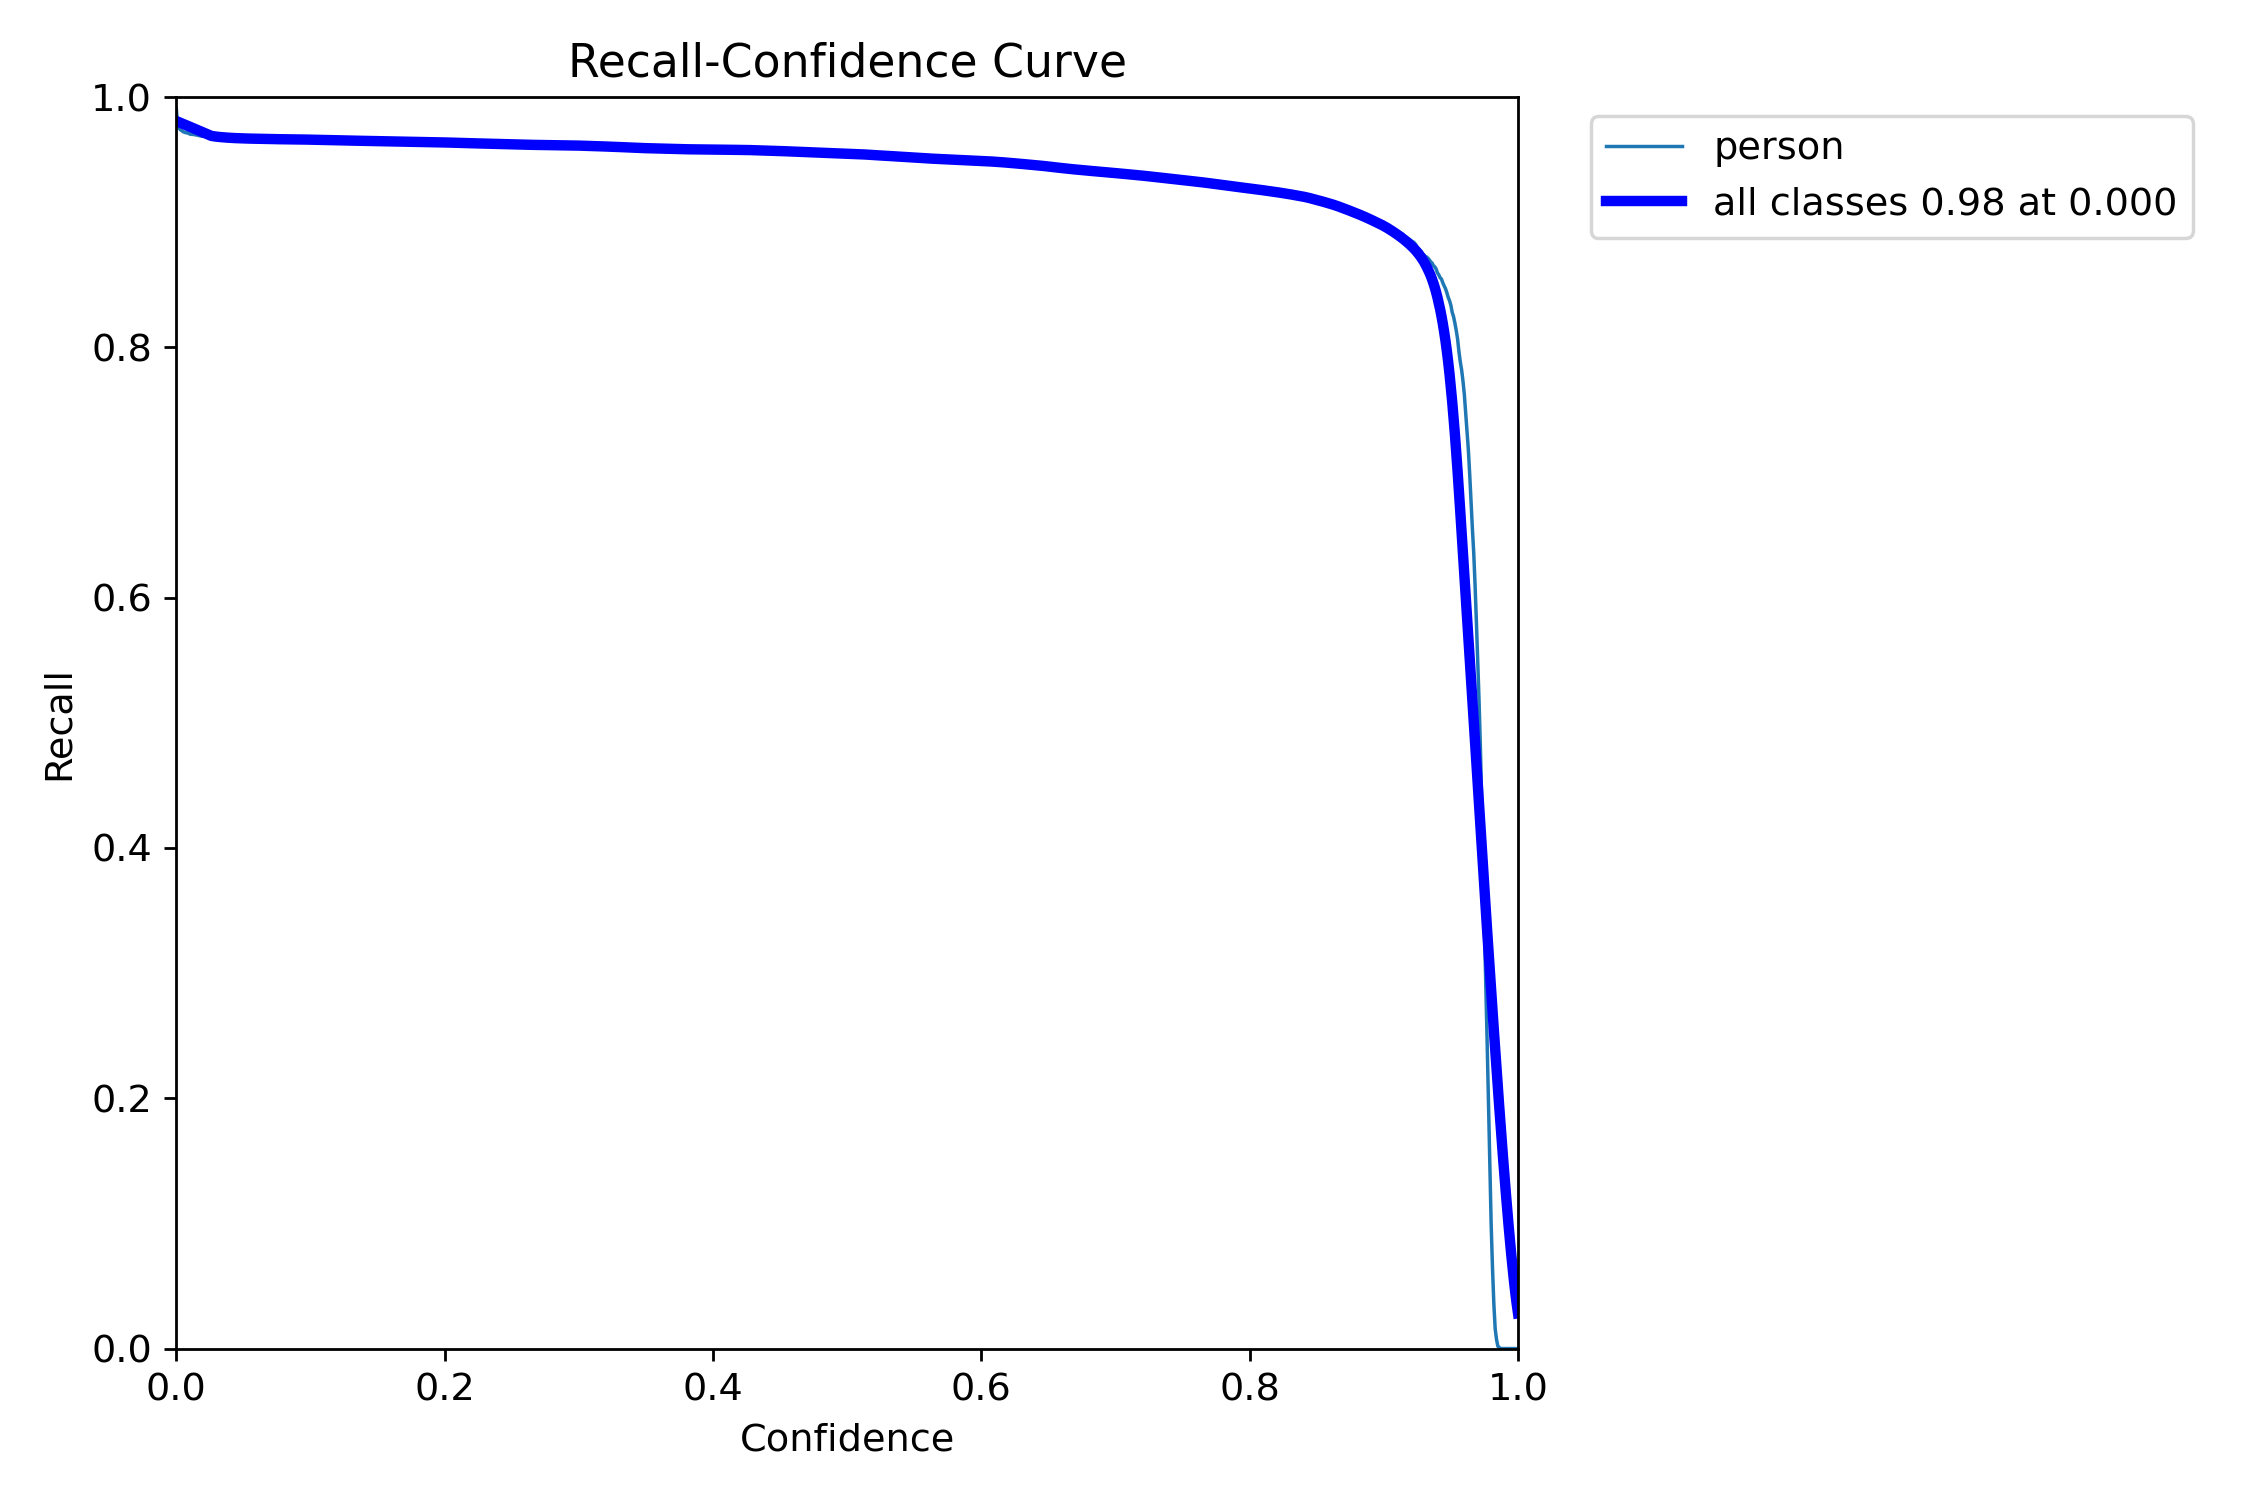 Recall-Confidence Curve
person
all classes 0.98 at 0.000
1.0
0.8
0.6
0.4
0.2
0.0
Recall
0.0 0.2 0.4 0.6 0.8 1.0
Confidence